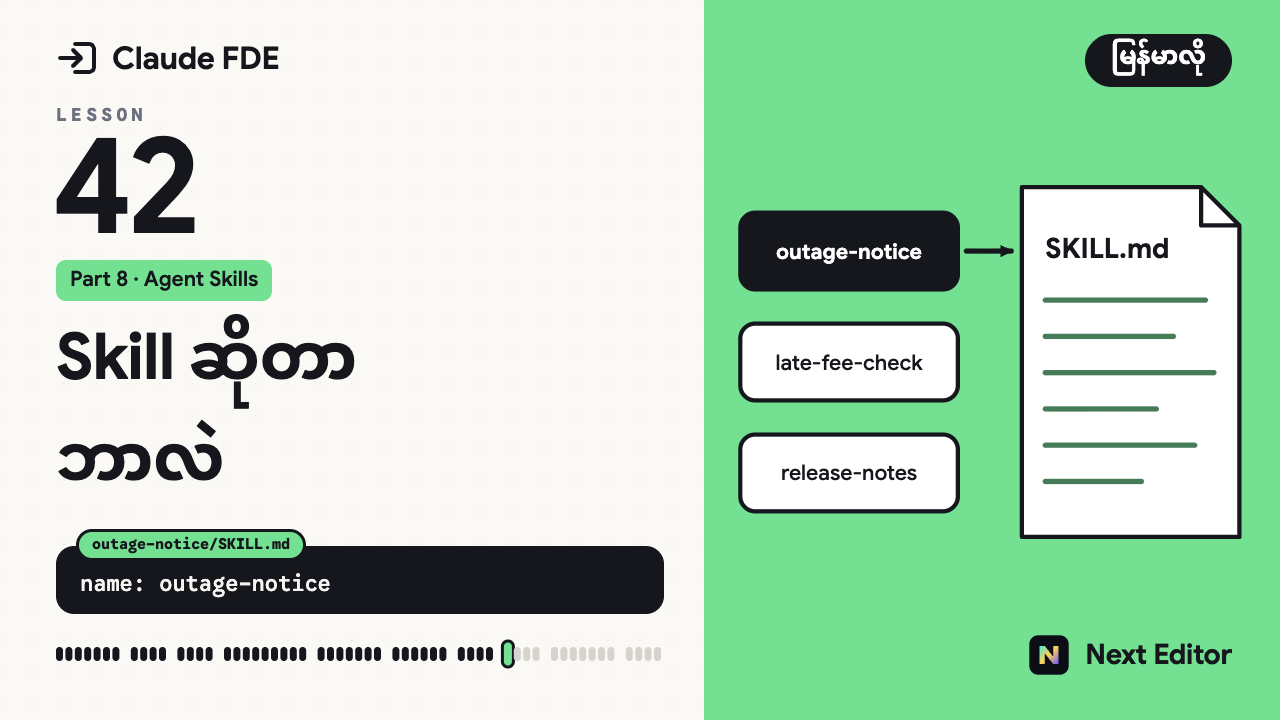 Claude FDE
LESSON
42
Part 8 · Agent Skills
Skill ဆိုတာ
ဘာလဲ
outage-notice/SKILL.md
name: outage-notice
မြန်မာလို
outage-notice
late-fee-check
release-notes
SKILL.md
Next Editor